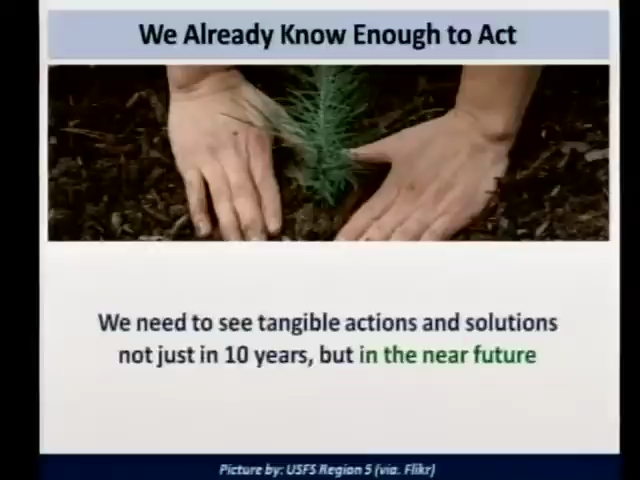 We Already Know Enough to Act
We need to see tangible actions and solutions
not just in 10 years, but in the near future
Picture by: USFS Region 5 (via. Flikr)